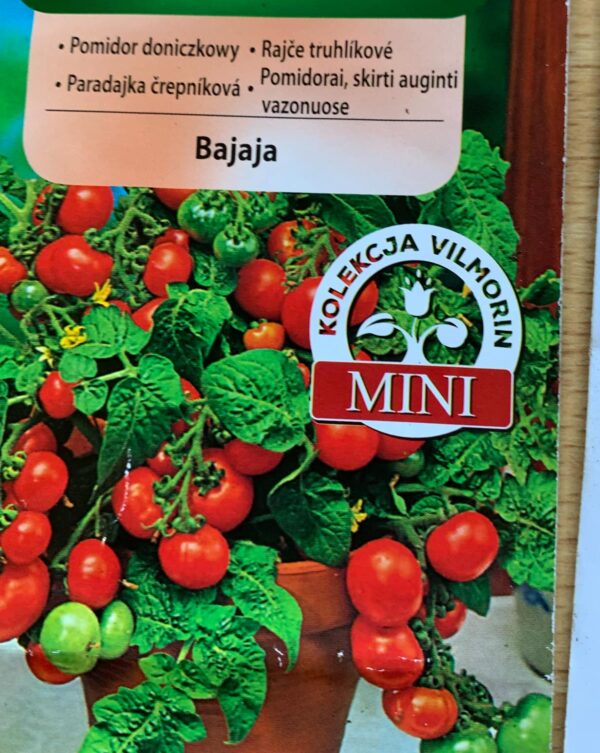 • Pomidor doniczkowy • Rajče truhlíkové
• Paradajka črepníková • Pomidorai, skirti auginti
vazonuose
Bajaja
KOLEKCJA VILMORIN
MINI